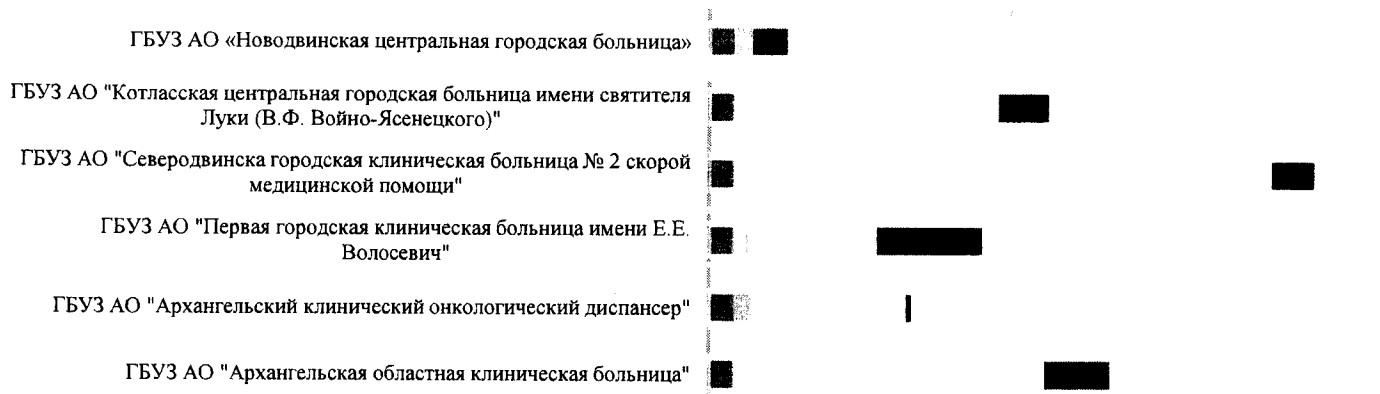 ГБУЗ АО «Новодвинская центральная городская больница»
ГБУЗ АО "Котласская центральная городская больница имени святителя
Луки (В.Ф. Войно-Ясенецкого)"
ГБУЗ АО "Северодвинска городская клиническая больница № 2 скорой
медицинской помощи"
ГБУЗ АО "Первая городская клиническая больница имени Е.Е.
Волосевич"
ГБУЗ АО "Архангельский клинический онкологический диспансер"
ГБУЗ АО "Архангельская областная клиническая больница"